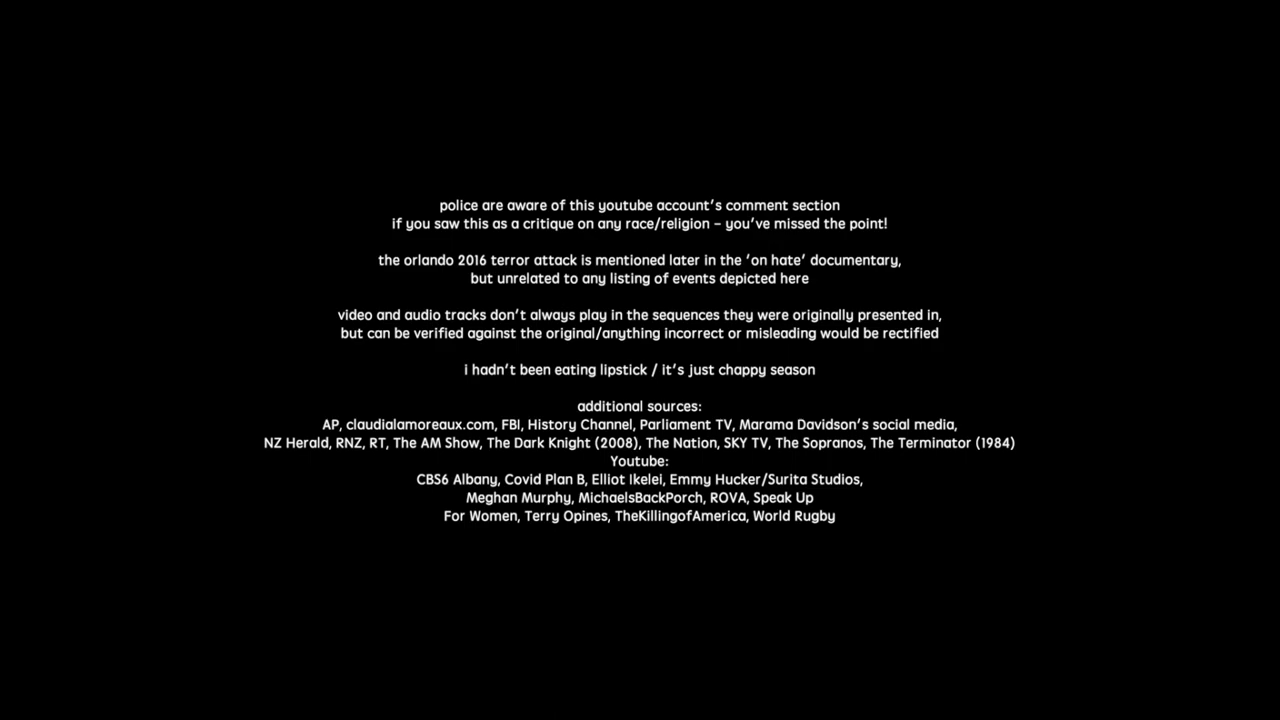 police are aware of this youtube account's comment section
if you saw this as a critique on any race/religion – you've missed the point!
the orlando 2016 terror attack is mentioned later in the 'on hate' documentary,
but unrelated to any listing of events depicted here
video and audio tracks don't always play in the sequences they were originally presented in,
but can be verified against the original/anything incorrect or misleading would be rectified
i hadn't been eating lipstick / it's just chappy season
additional sources:
AP, claudialamoreaux.com, FBI, History Channel, Parliament TV, Marama Davidson's social media,
NZ Herald, RNZ, RT, The AM Show, The Dark Knight (2008), The Nation, SKY TV, The Sopranos, The Terminator (1984)
Youtube:
CBS6 Albany, Covid Plan B, Elliot Ikelei, Emmy Hucker/Surita Studios,
Meghan Murphy, MichaelsBackPorch, ROVA, Speak Up
For Women, Terry Opines, TheKillingofAmerica, World Rugby